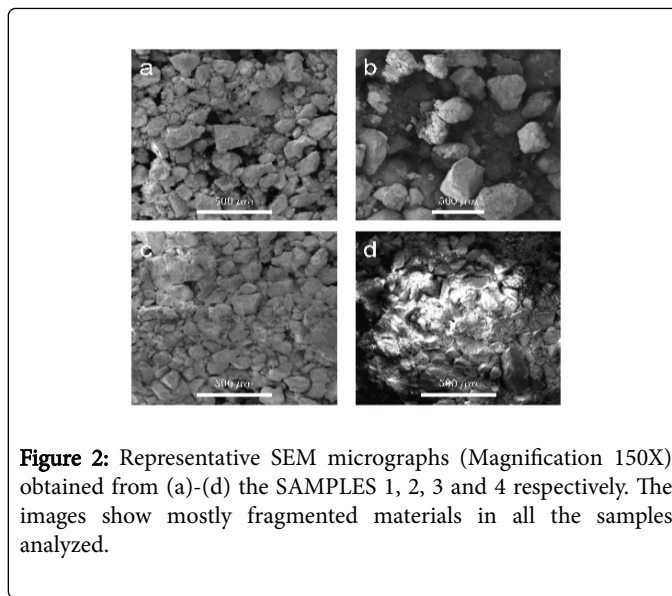 a
b
500 μm
500 μm
c
d
500 μm
500 μm
Figure 2: Representative SEM micrographs (Magnification 150X)
obtained from (a)-(d) the SAMPLES 1, 2, 3 and 4 respectively. The
images show mostly fragmented materials in all the samples
analyzed.